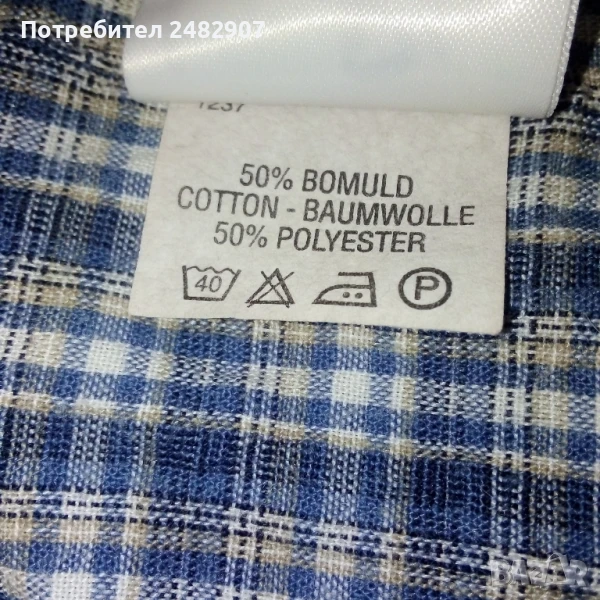 Потребител 2482907
1237
50% BOMULD
COTTON - BAUMWOLLE
50% POLYESTER
40 P